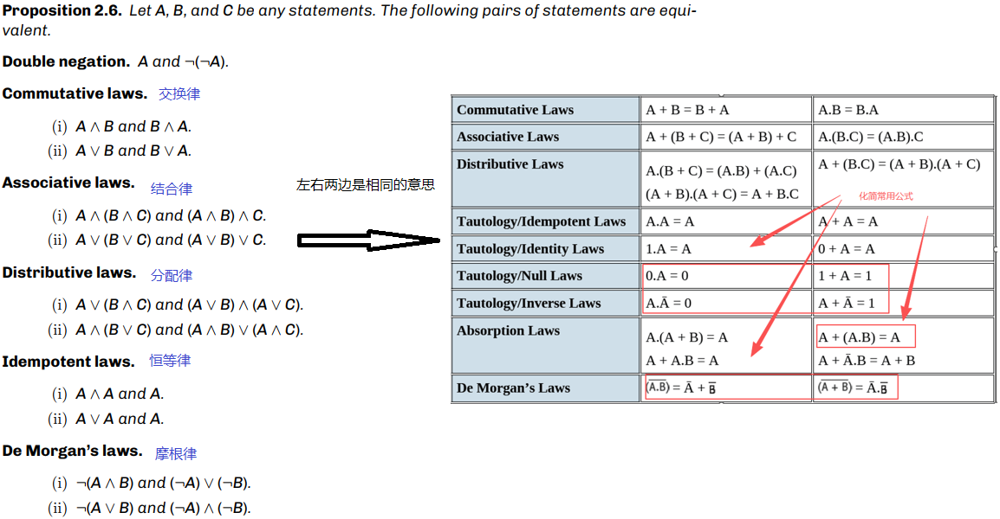 Proposition 2.6. Let A, B, and C be any statements. The following pairs of statements are equi-
valent.
Double negation. A and ¬(¬A).
Commutative laws. 交换律
(i) A ∧ B and B ∧ A.
(ii) A ∨ B and B ∨ A.
Associative laws. 结合律
(i) A ∧ (B ∧ C) and (A ∧ B) ∧ C.
(ii) A ∨ (B ∨ C) and (A ∨ B) ∨ C.
Distributive laws. 分配律
(i) A ∨ (B ∧ C) and (A ∨ B) ∧ (A ∨ C).
(ii) A ∧ (B ∨ C) and (A ∧ B) ∨ (A ∧ C).
Idempotent laws. 恒等律
(i) A ∧ A and A.
(ii) A ∨ A and A.
De Morgan's laws. 摩根律
(i) ¬(A ∧ B) and (¬A) ∨ (¬B).
(ii) ¬(A ∨ B) and (¬A) ∧ (¬B).
左右两边是相同的意思
Commutative Laws A + B = B + A A.B = B.A
Associative Laws A + (B + C) = (A + B) + C A.(B.C) = (A.B).C
Distributive Laws A.(B + C) = (A.B) + (A.C) A + (B.C) = (A + B).(A + C)
(A + B).(A + C) = A + B.C
化简常用公式
Tautology/Idempotent Laws A.A = A A + A = A
Tautology/Identity Laws 1.A = A 0 + A = A
Tautology/Null Laws 0.A = 0 1 + A = 1
Tautology/Inverse Laws A.Ā = 0 A + Ā = 1
Absorption Laws A.(A + B) = A A + (A.B) = A
A + A.B = A A + Ā.B = A + B
De Morgan's Laws (A̅.̅B̅) = Ā + B̅ (A̅ ̅+̅ ̅B̅) = Ā.B̅